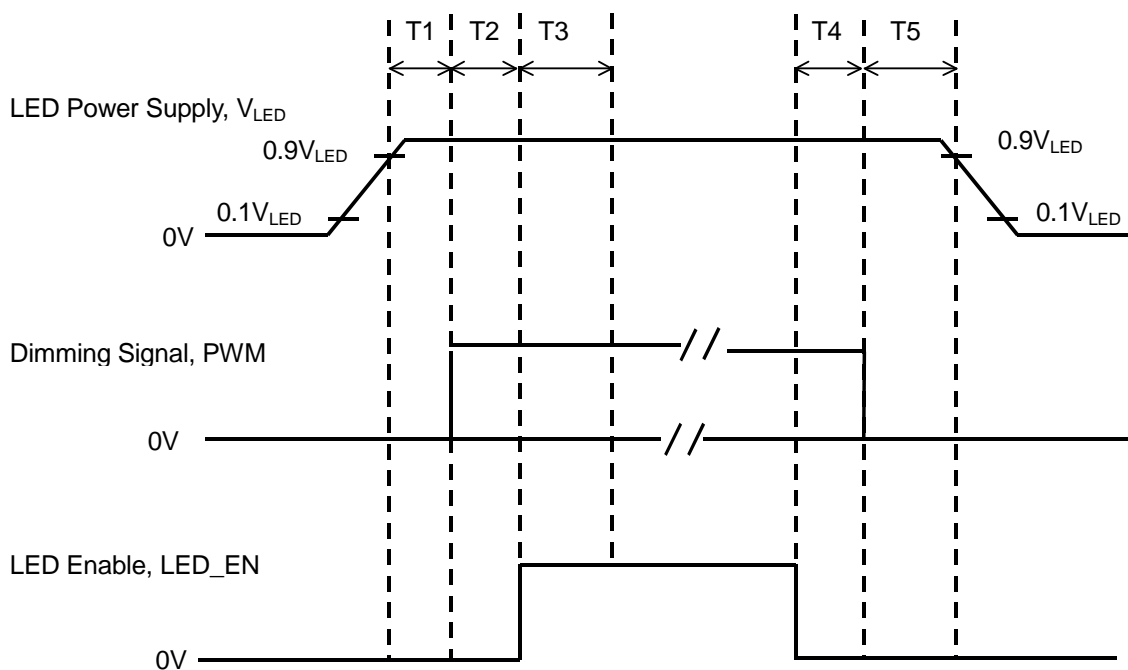 T1 T2 T3 T4 T5
LED Power Supply, VLED
0.9VLED 0.9VLED
0.1VLED 0.1VLED
0V
Dimming Signal, PWM
0V
LED Enable, LED_EN
0V